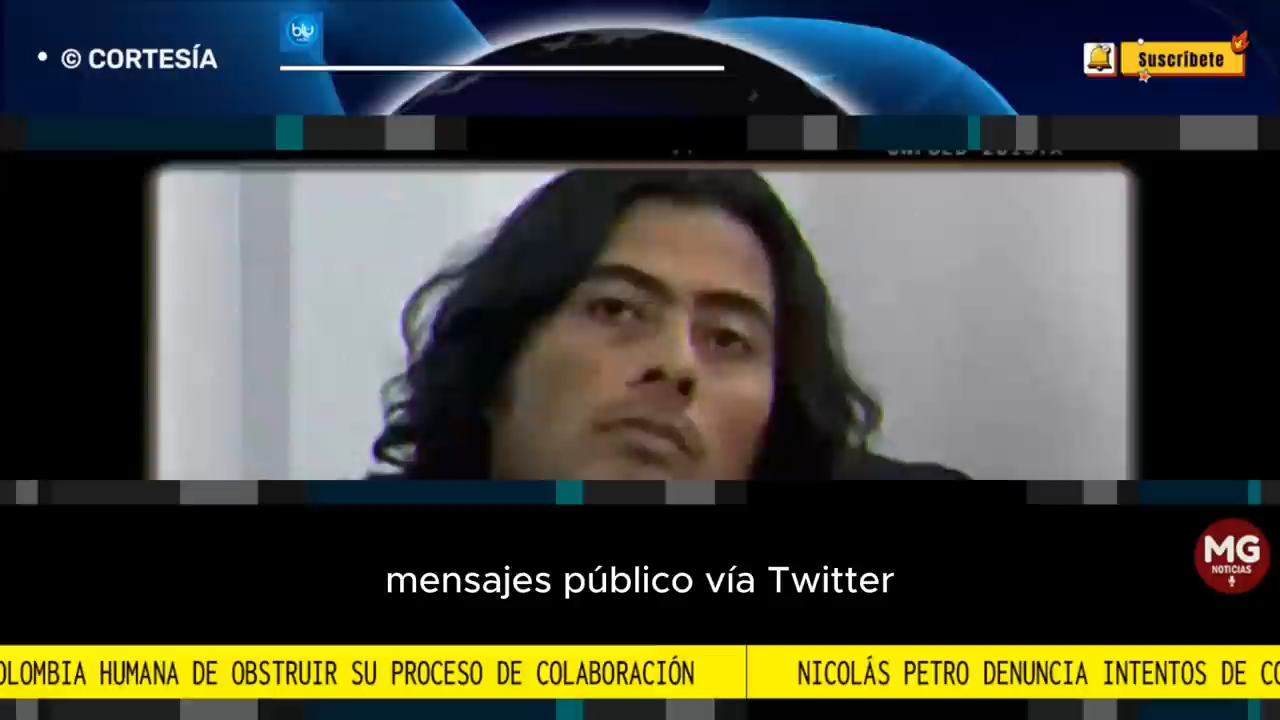 • © CORTESÍA
blu
Suscríbete
mensajes público vía Twitter
MG
NOTICIAS
OLOMBIA HUMANA DE OBSTRUIR SU PROCESO DE COLABORACIÓN
NICOLÁS PETRO DENUNCIA INTENTOS DE CO